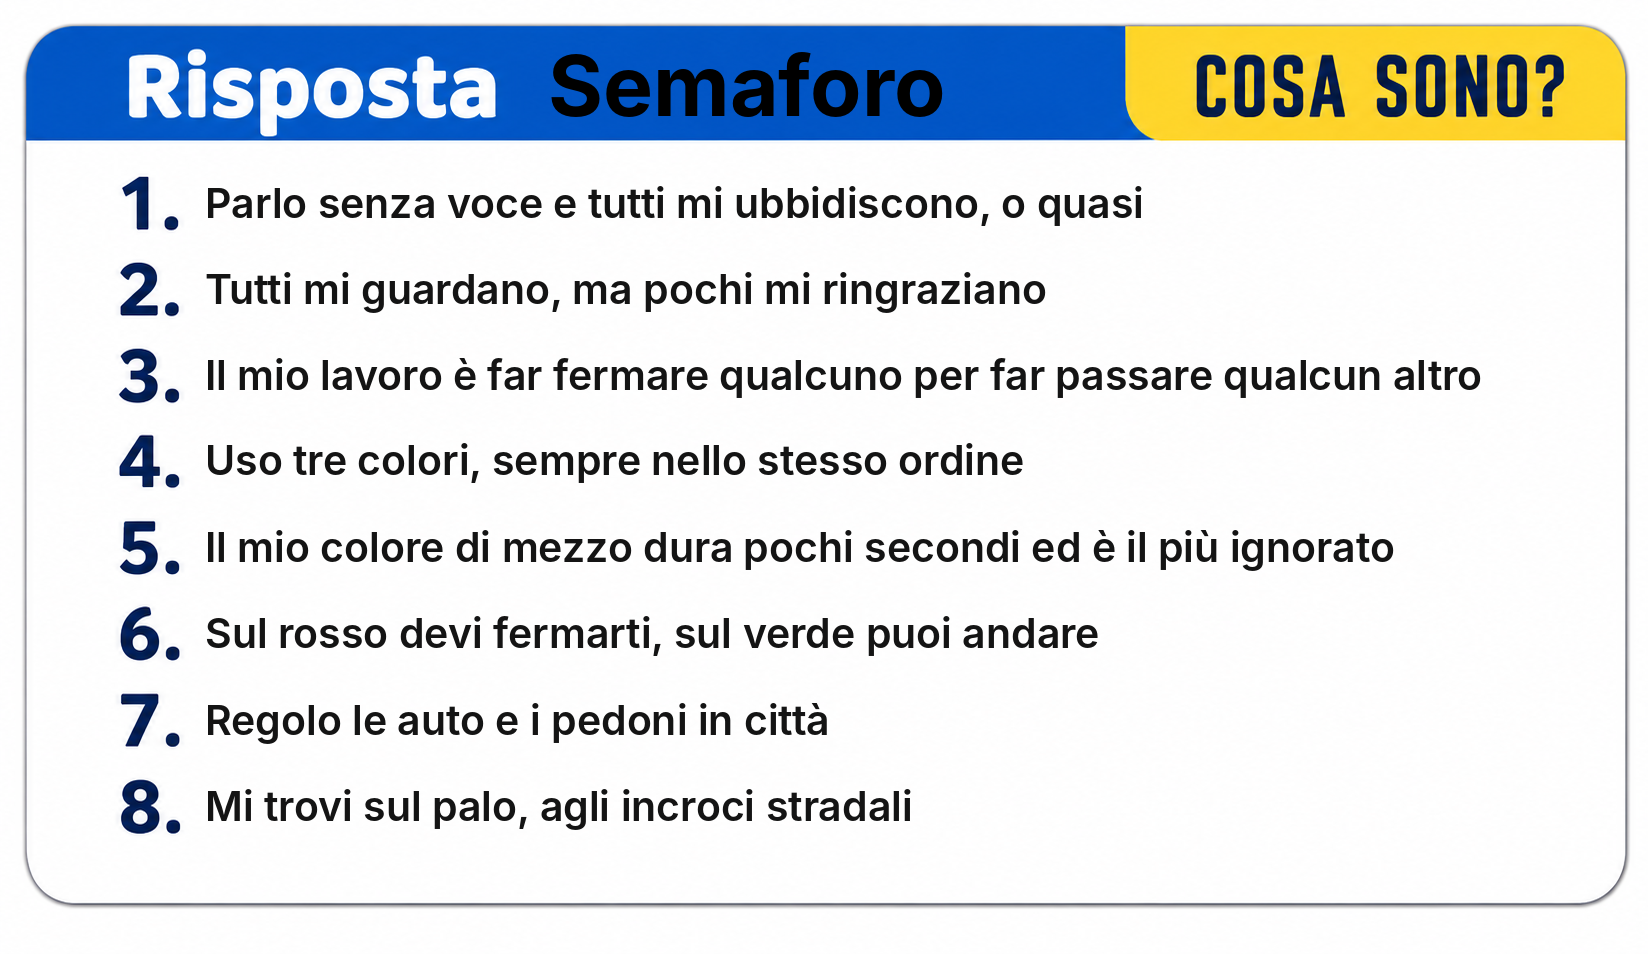 Risposta Semaforo COSA SONO?
1. Parlo senza voce e tutti mi ubbidiscono, o quasi
2. Tutti mi guardano, ma pochi mi ringraziano
3. Il mio lavoro è far fermare qualcuno per far passare qualcun altro
4. Uso tre colori, sempre nello stesso ordine
5. Il mio colore di mezzo dura pochi secondi ed è il più ignorato
6. Sul rosso devi fermarti, sul verde puoi andare
7. Regolo le auto e i pedoni in città
8. Mi trovi sul palo, agli incroci stradali